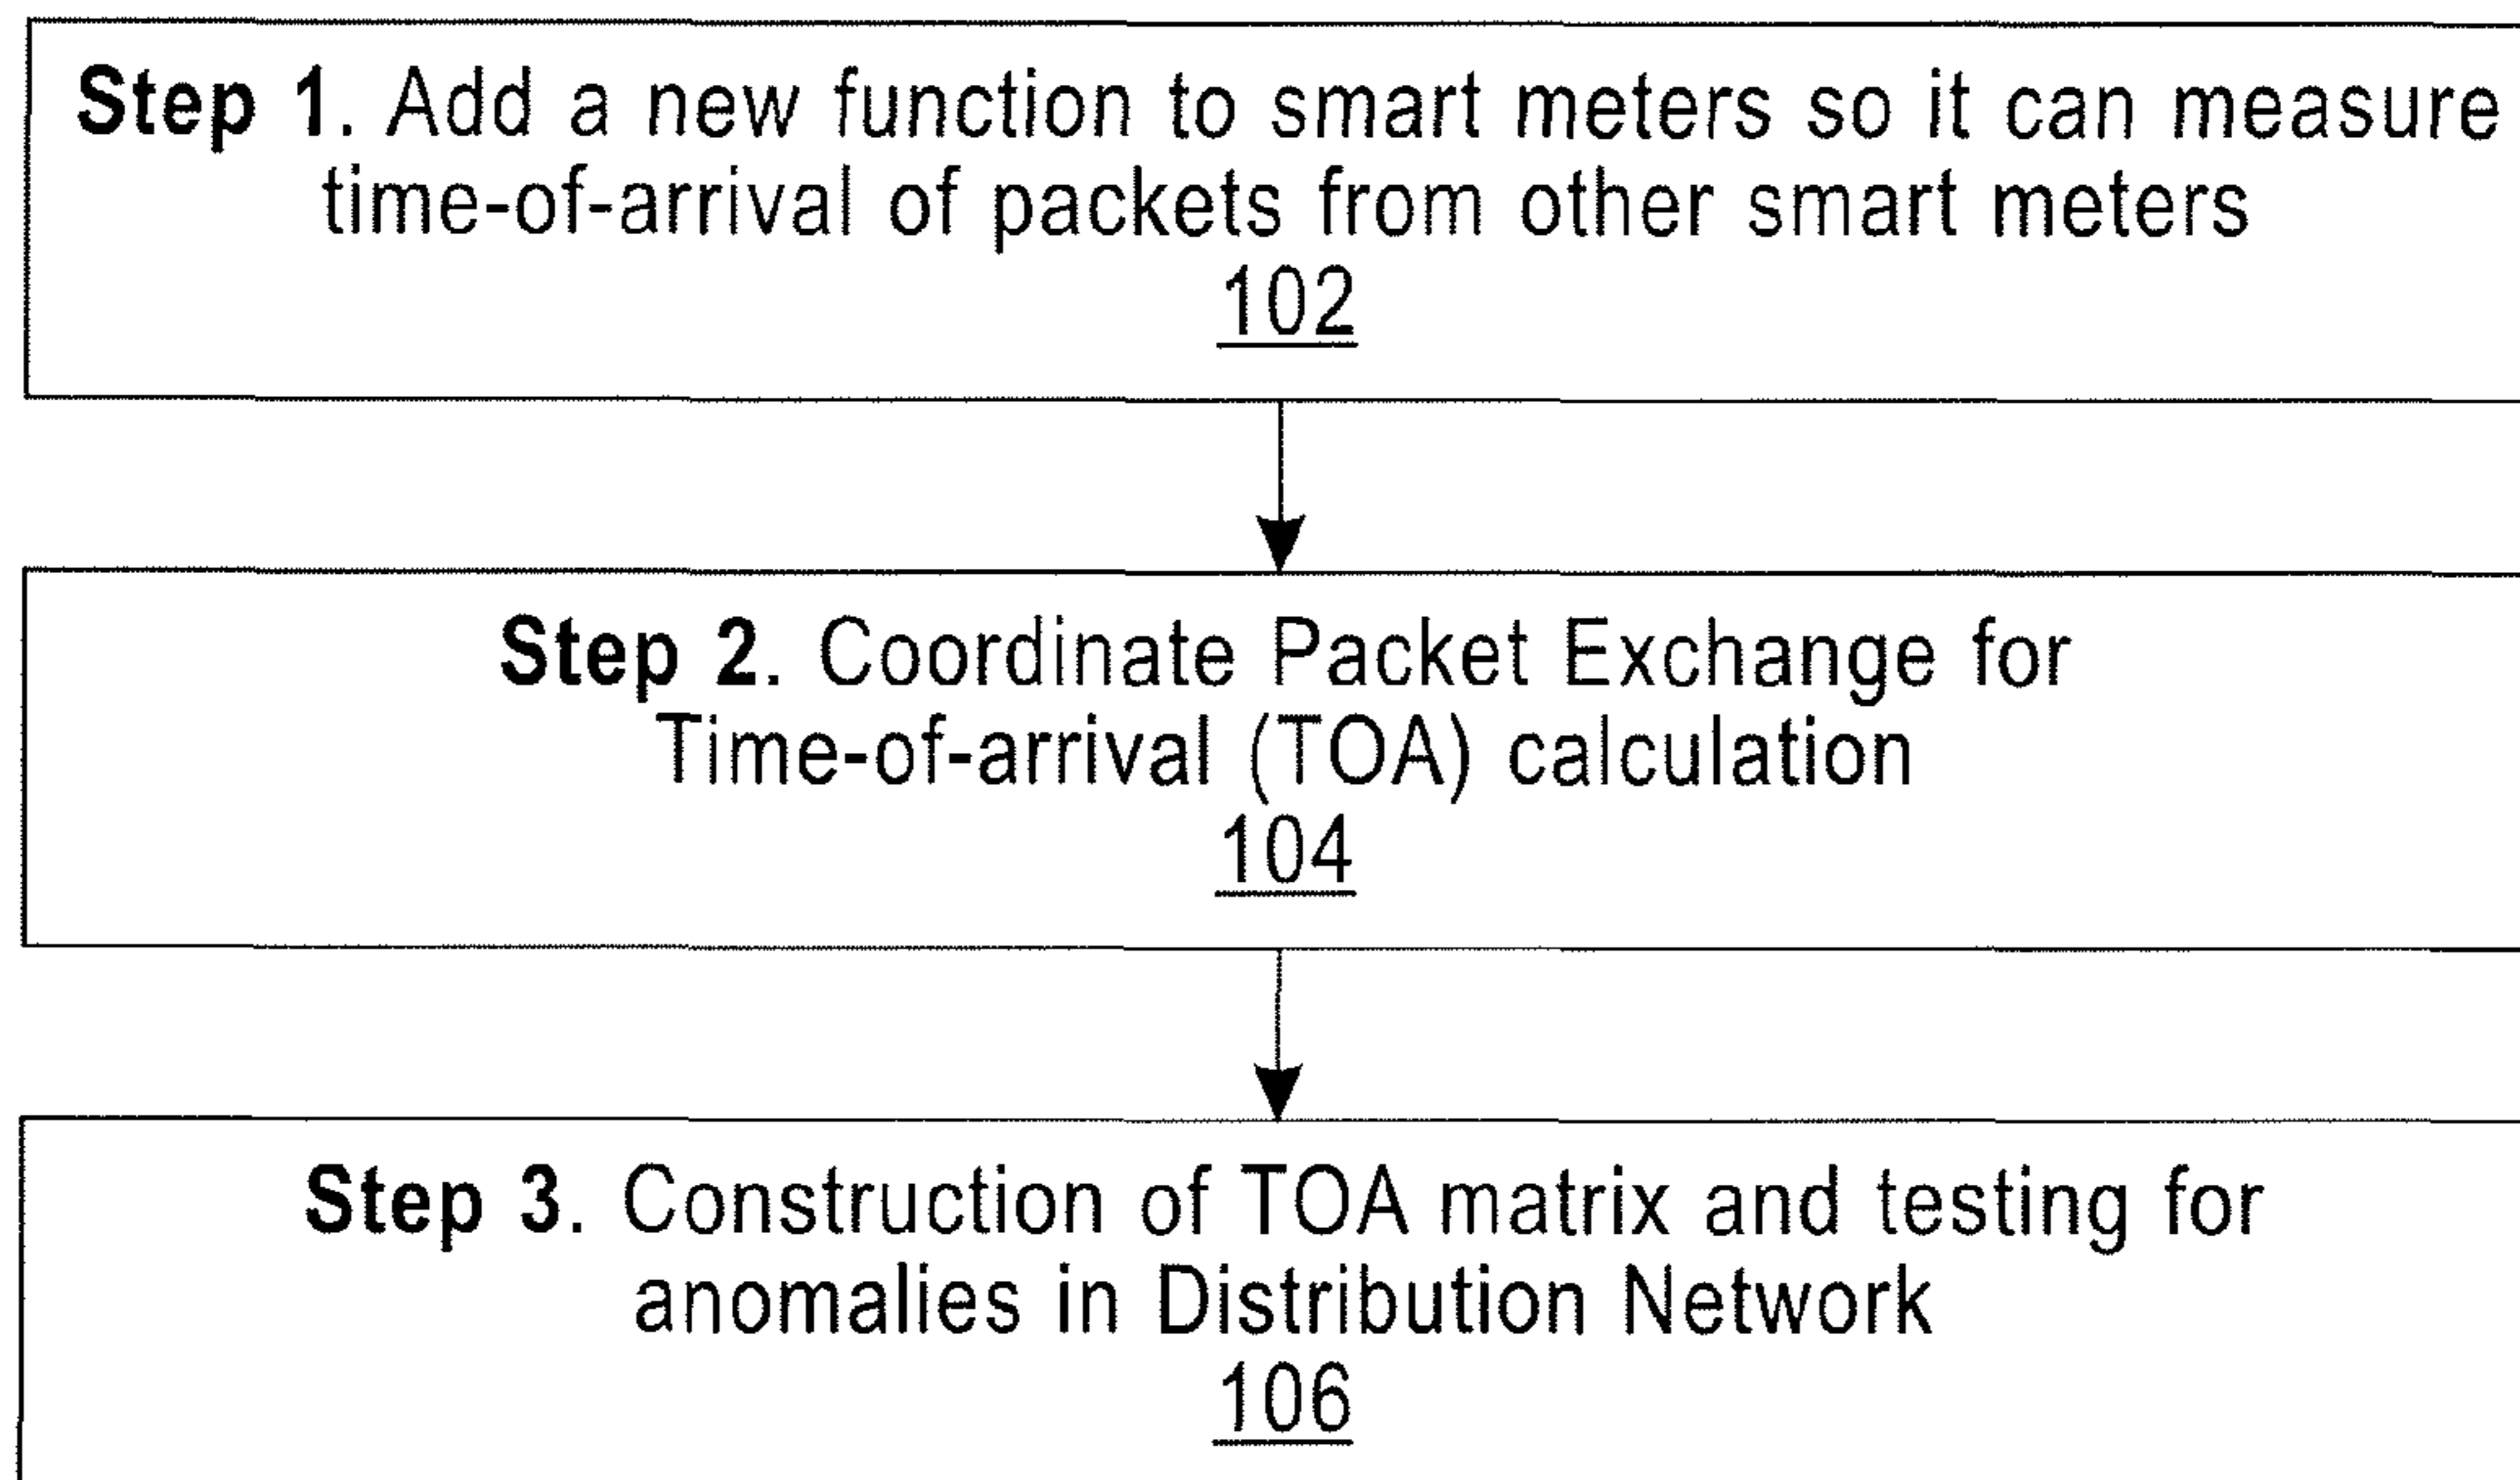 Step 1. Add a new function to smart meters so it can measure
time-of-arrival of packets from other smart meters
102
Step 2. Coordinate Packet Exchange for
Time-of-arrival (TOA) calculation
104
Step 3. Construction of TOA matrix and testing for
anomalies in Distribution Network
106